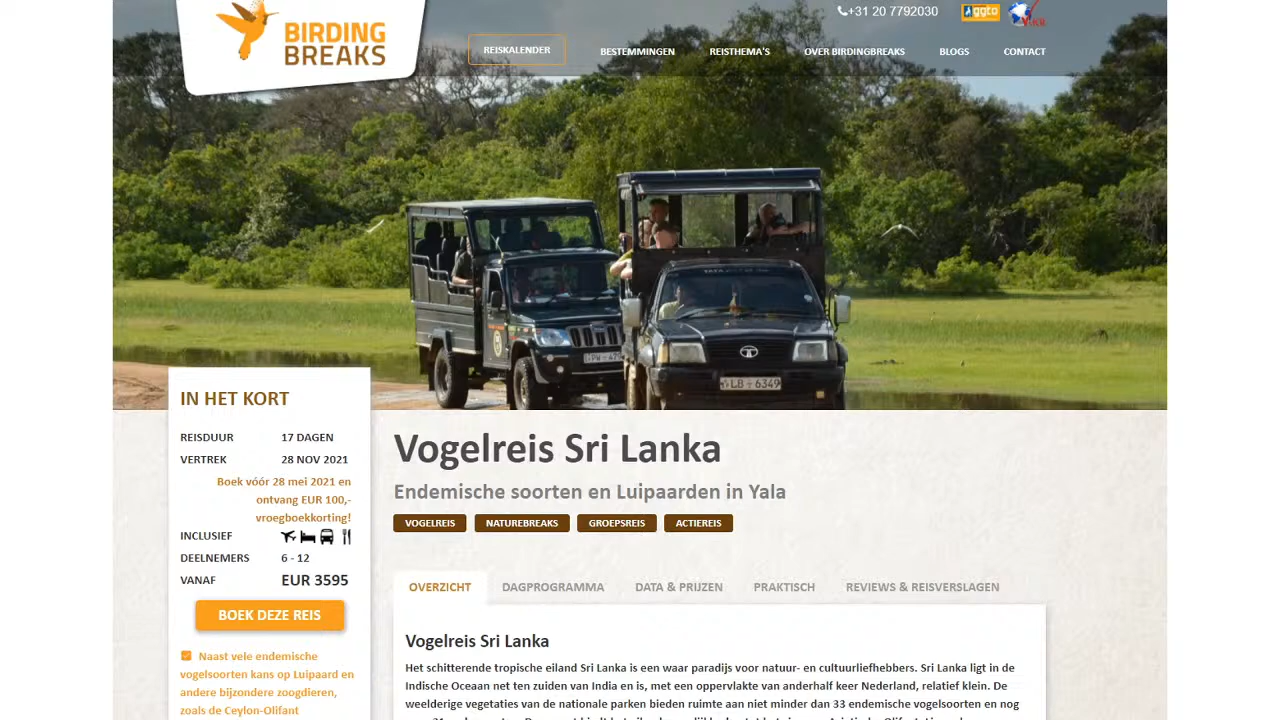 BIRDING
BREAKS
+31 20 7792030
ggto
REISKALENDER
BESTEMMINGEN
REISTHEMA'S
OVER BIRDINGBREAKS
BLOGS
CONTACT
TATA
LB - 6349
IN HET KORT
REISDUUR 17 DAGEN
VERTREK 28 NOV 2021
Boek vóór 28 mei 2021 en
ontvang EUR 100,-
vroegboekkorting!
INCLUSIEF
DEELNEMERS 6 - 12
VANAF EUR 3595
BOEK DEZE REIS
Naast vele endemische
vogelsoorten kans op Luipaard en
andere bijzondere zoogdieren,
zoals de Ceylon-Olifant
Vogelreis Sri Lanka
Endemische soorten en Luipaarden in Yala
VOGELREIS NATUREBREAKS GROEPSREIS ACTIEREIS
OVERZICHT DAGPROGRAMMA DATA & PRIJZEN PRAKTISCH REVIEWS & REISVERSLAGEN
Vogelreis Sri Lanka
Het schitterende tropische eiland Sri Lanka is een waar paradijs voor natuur- en cultuurliefhebbers. Sri Lanka ligt in de
Indische Oceaan net ten zuiden van India en is, met een oppervlakte van anderhalf keer Nederland, relatief klein. De
weelderige vegetaties van de nationale parken bieden ruimte aan niet minder dan 33 endemische vogelsoorten en nog